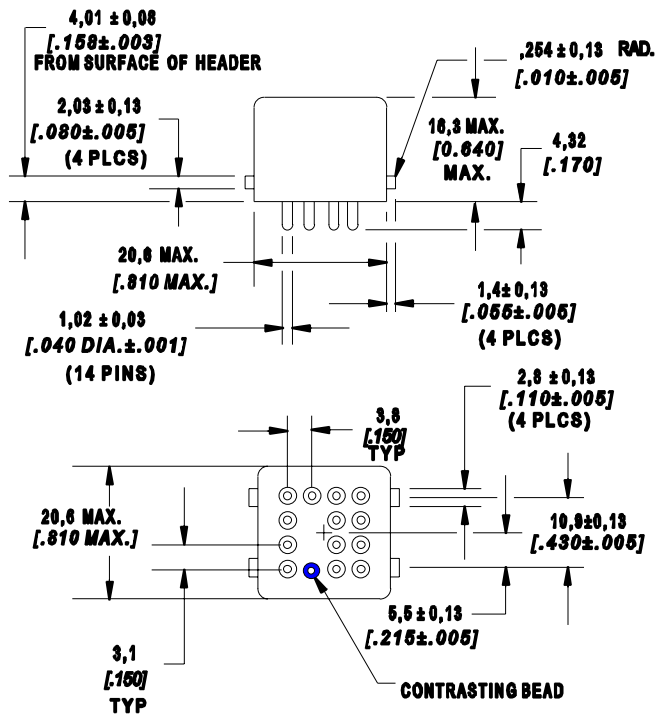 4,01 ± 0,08
[.158±.003]
FROM SURFACE OF HEADER
,254 ± 0,13 RAD.
[.010±.005]
2,03 ± 0,13
[.080±.005]
(4 PLCS)
16,3 MAX.
[0.640]
MAX.
4,32
[.170]
20,6 MAX.
[.810 MAX.]
1,4± 0,13
[.055±.005]
(4 PLCS)
1,02 ± 0,03
[.040 DIA.±.001]
(14 PINS)
2,8 ± 0,13
[.110±.005]
(4 PLCS)
3,8
[.150]
TYP
20,6 MAX.
[.810 MAX.]
10,9±0,13
[.430±.005]
5,5 ± 0,13
[.215±.005]
3,1
[.150]
TYP
CONTRASTING BEAD